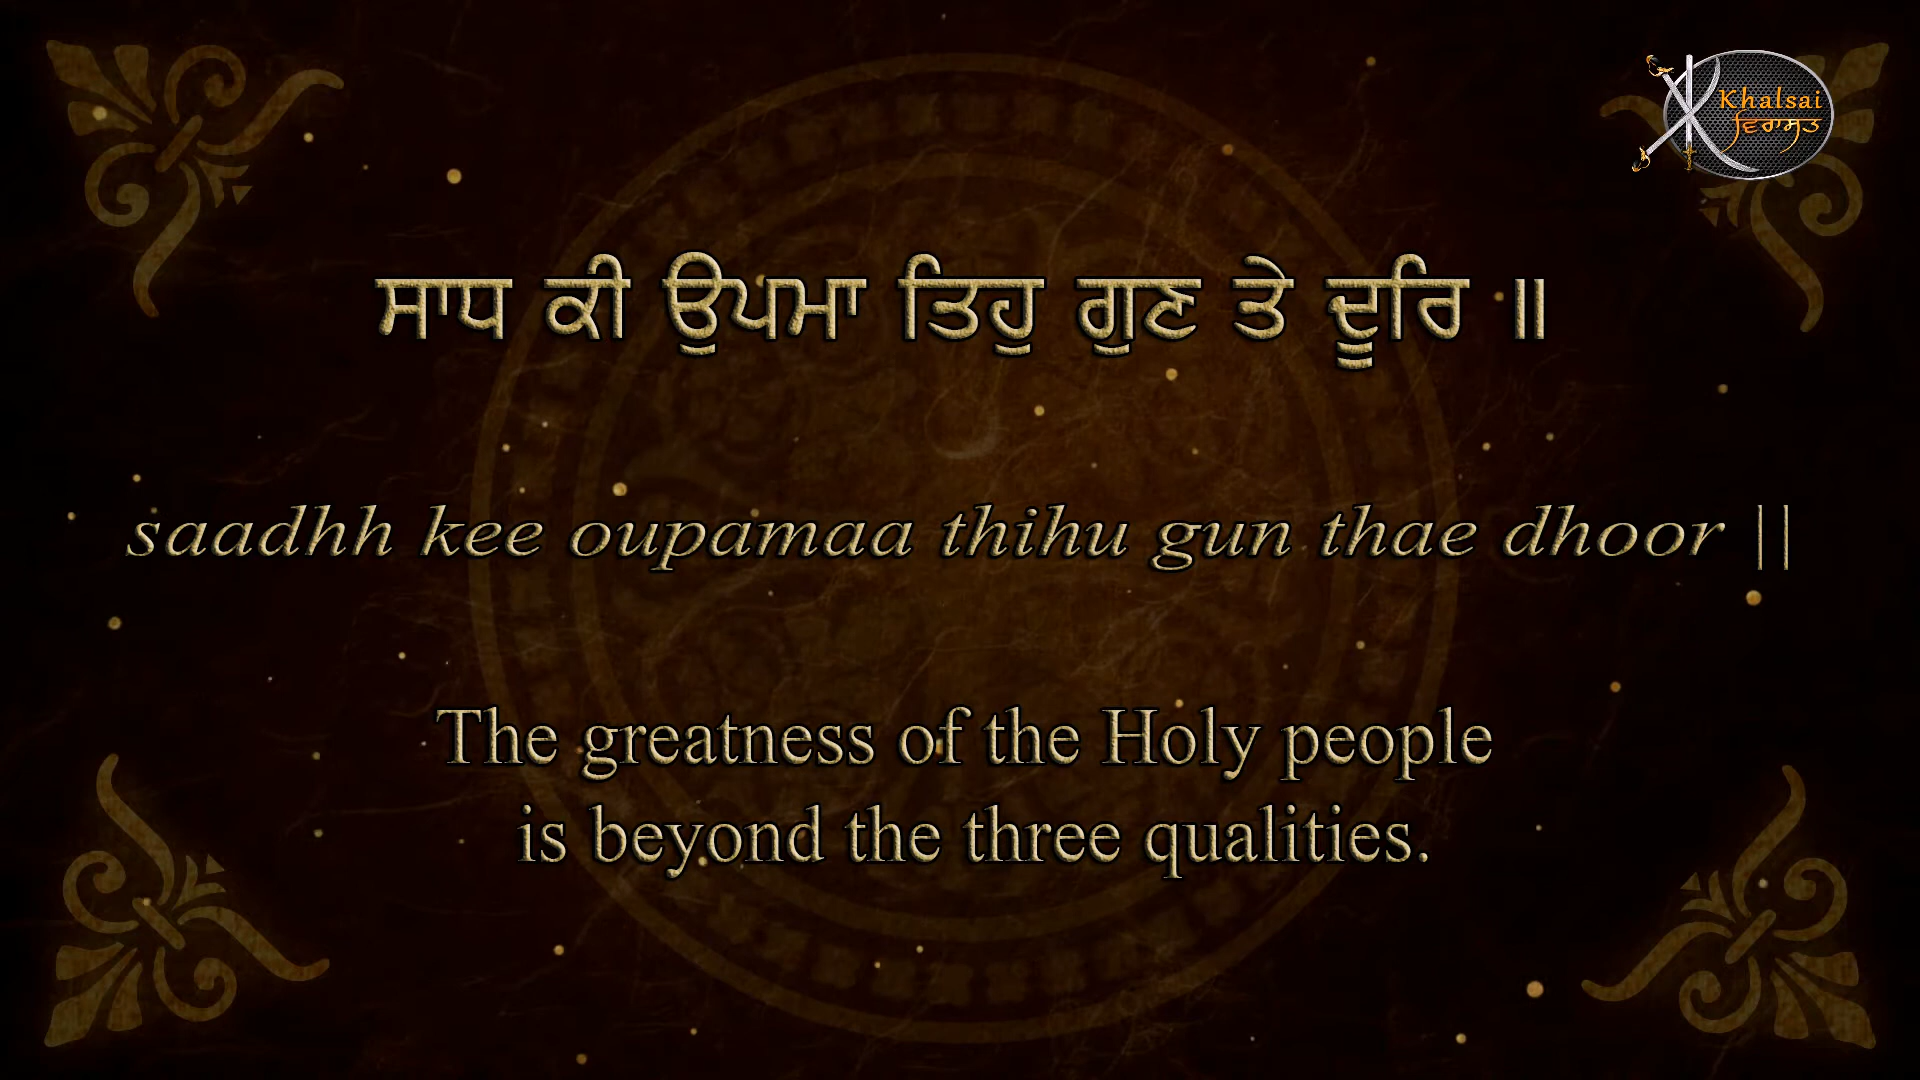 Khalsai
ਵਿਰਾਸਤ
ਸਾਧ ਕੀ ਉਪਮਾ ਤਿਹੁ ਗੁਣ ਤੇ ਦੂਰਿ ॥
saadhh kee oupamaa thihu gun thae dhoor ||
The greatness of the Holy people
is beyond the three qualities.